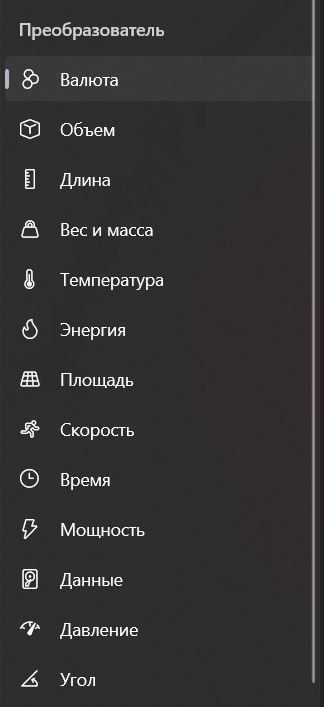 Преобразователь
Валюта
Объем
Длина
Вес и масса
Температура
Энергия
Площадь
Скорость
Время
Мощность
Данные
Давление
Угол